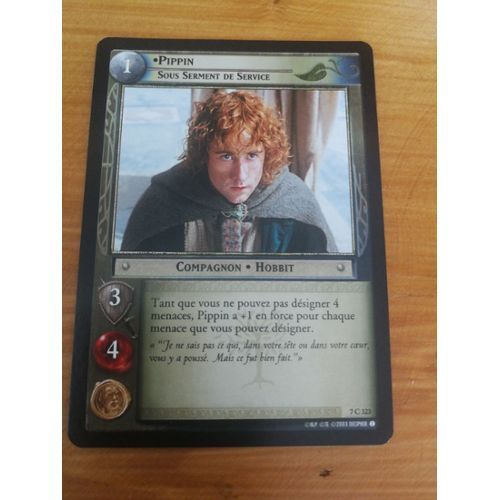 1
•PIPPIN
SOUS SERMENT DE SERVICE
COMPAGNON • HOBBIT
3
4
Tant que vous ne pouvez pas désigner 4
menaces, Pippin a +1 en force pour chaque
menace que vous pouvez désigner.
« "Je ne sais pas ce qui, dans votre tête ou dans votre cœur,
vous y a poussé. Mais ce fut bien fait." »
7 C 323
©2003 DECIPHER